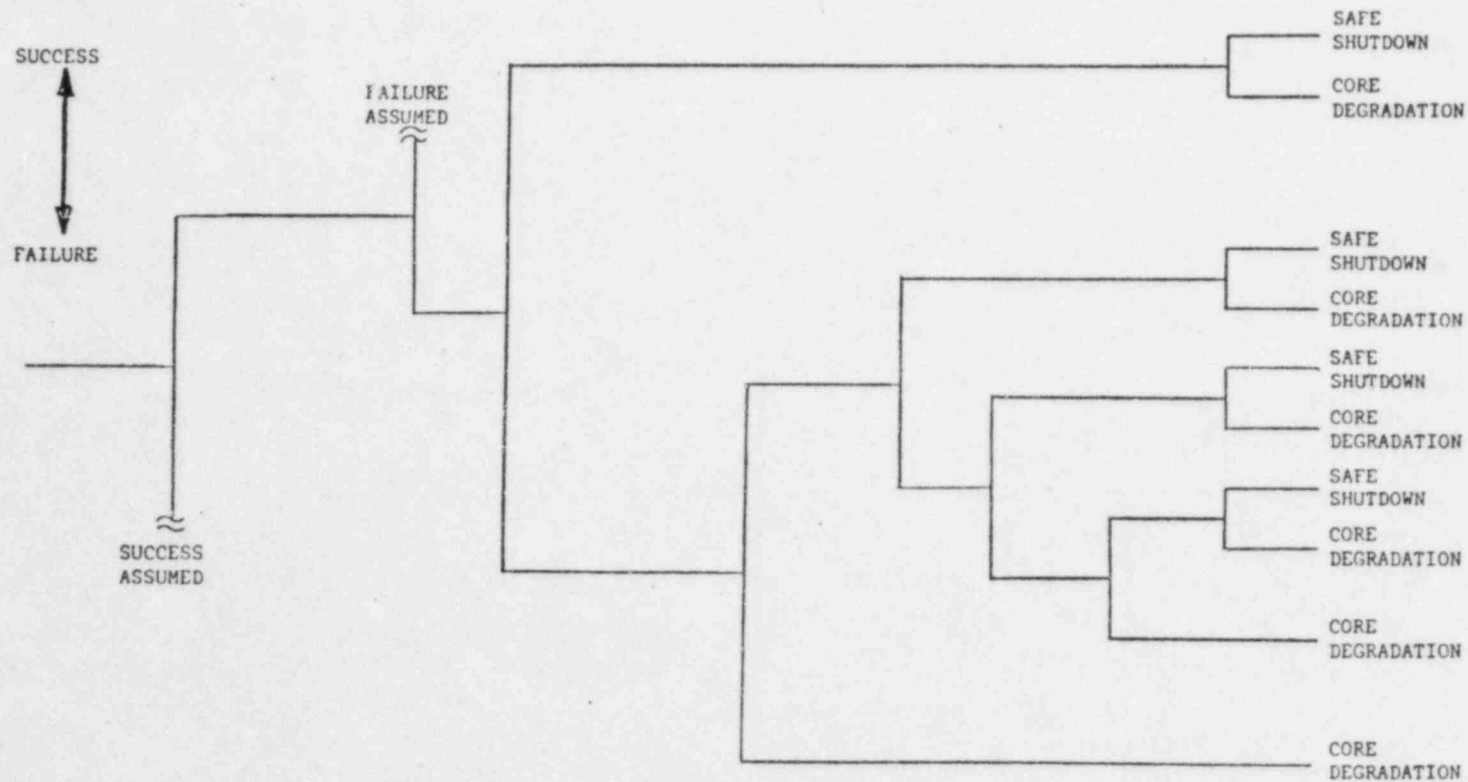 SUCCESS
FAILURE
SUCCESS
ASSUMED
FAILURE
ASSUMED
SAFE
SHUTDOWN
CORE
DEGRADATION
SAFE
SHUTDOWN
CORE
DEGRADATION
SAFE
SHUTDOWN
CORE
DEGRADATION
SAFE
SHUTDOWN
CORE
DEGRADATION
CORE
DEGRADATION
CORE
DEGRADATION